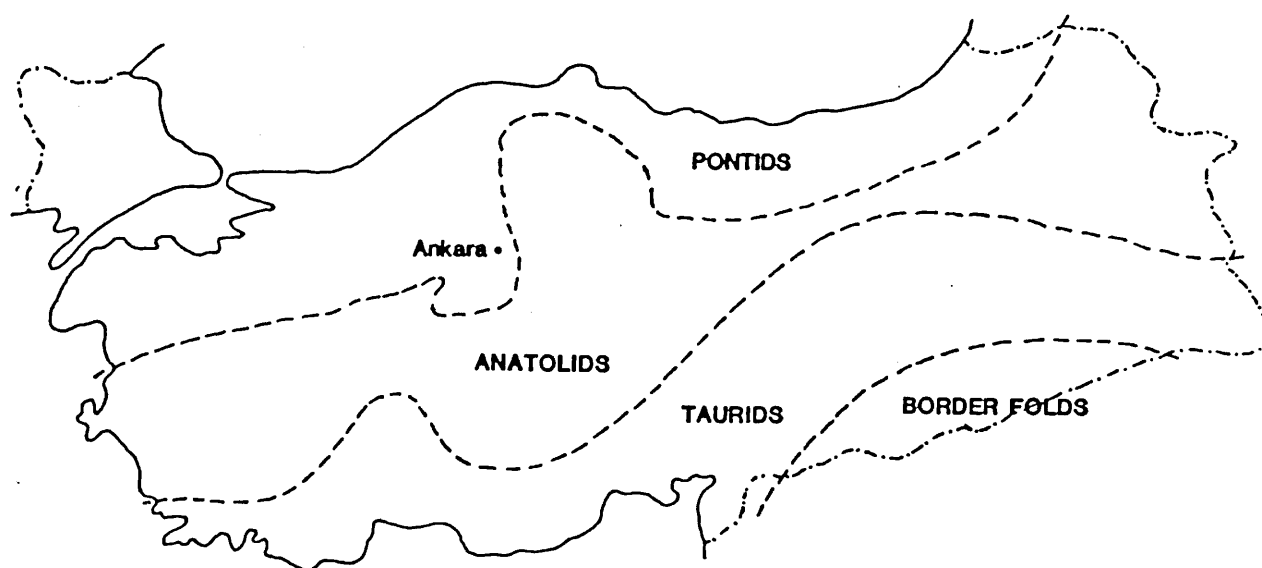 PONTIDS
Ankara
ANATOLIDS
TAURIDS
BORDER FOLDS